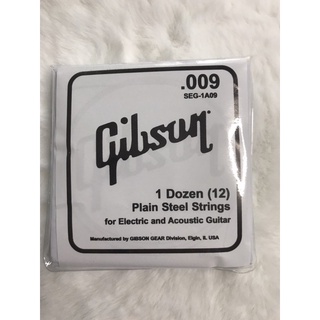 .009
SEG-1A09
Gibson
1 Dozen (12)
Plain Steel Strings
for Electric and Acoustic Guitar
Manufactured by GIBSON GEAR Division, Elgin, IL USA